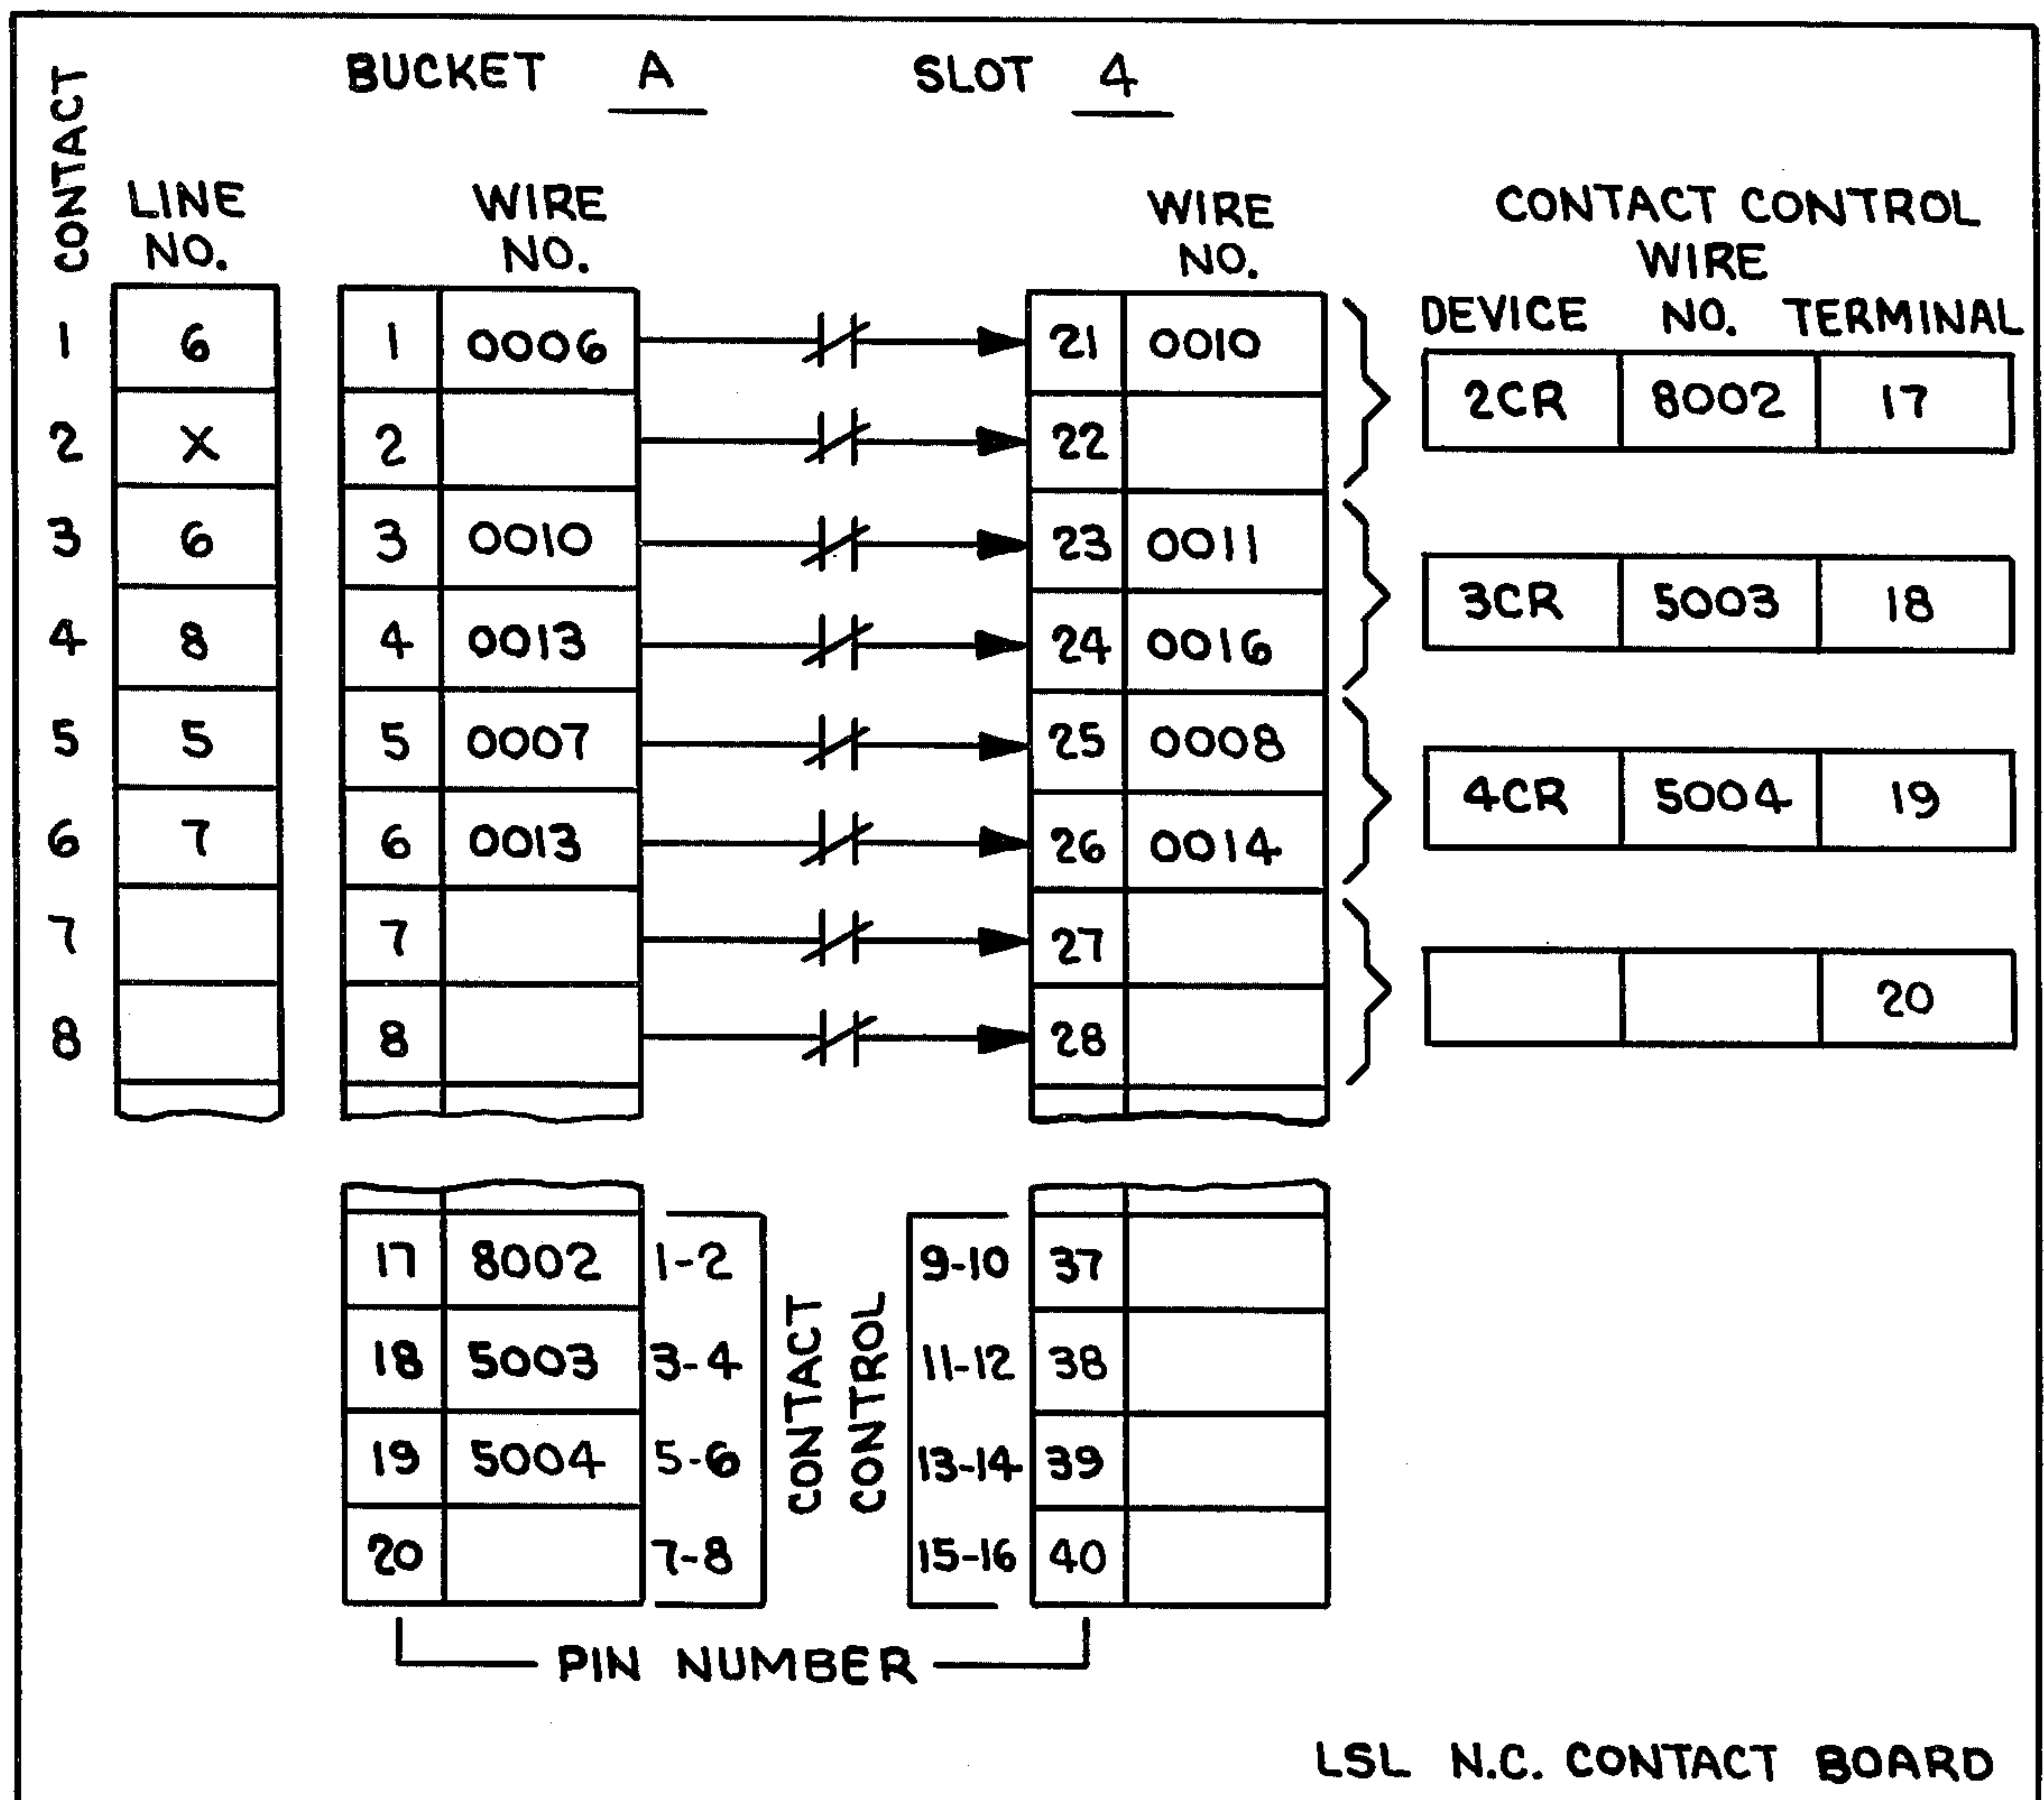 BUCKET A SLOT 4
CONTACT
LINE NO.
WIRE NO.
WIRE NO.
CONTACT CONTROL
WIRE
DEVICE NO. TERMINAL
1 6 1 0006 21 0010
2CR 8002 17
2 X 2 22
3 6 3 0010 23 0011
3CR 5003 18
4 8 4 0013 24 0016
5 5 5 0007 25 0008
4CR 5004 19
6 7 6 0013 26 0014
7 7 27
20
8 8 28
17 8002 1-2 9-10 37
18 5003 3-4 11-12 38
CONTACT CONTROL
19 5004 5-6 13-14 39
20 7-8 15-16 40
PIN NUMBER
LSL N.C. CONTACT BOARD